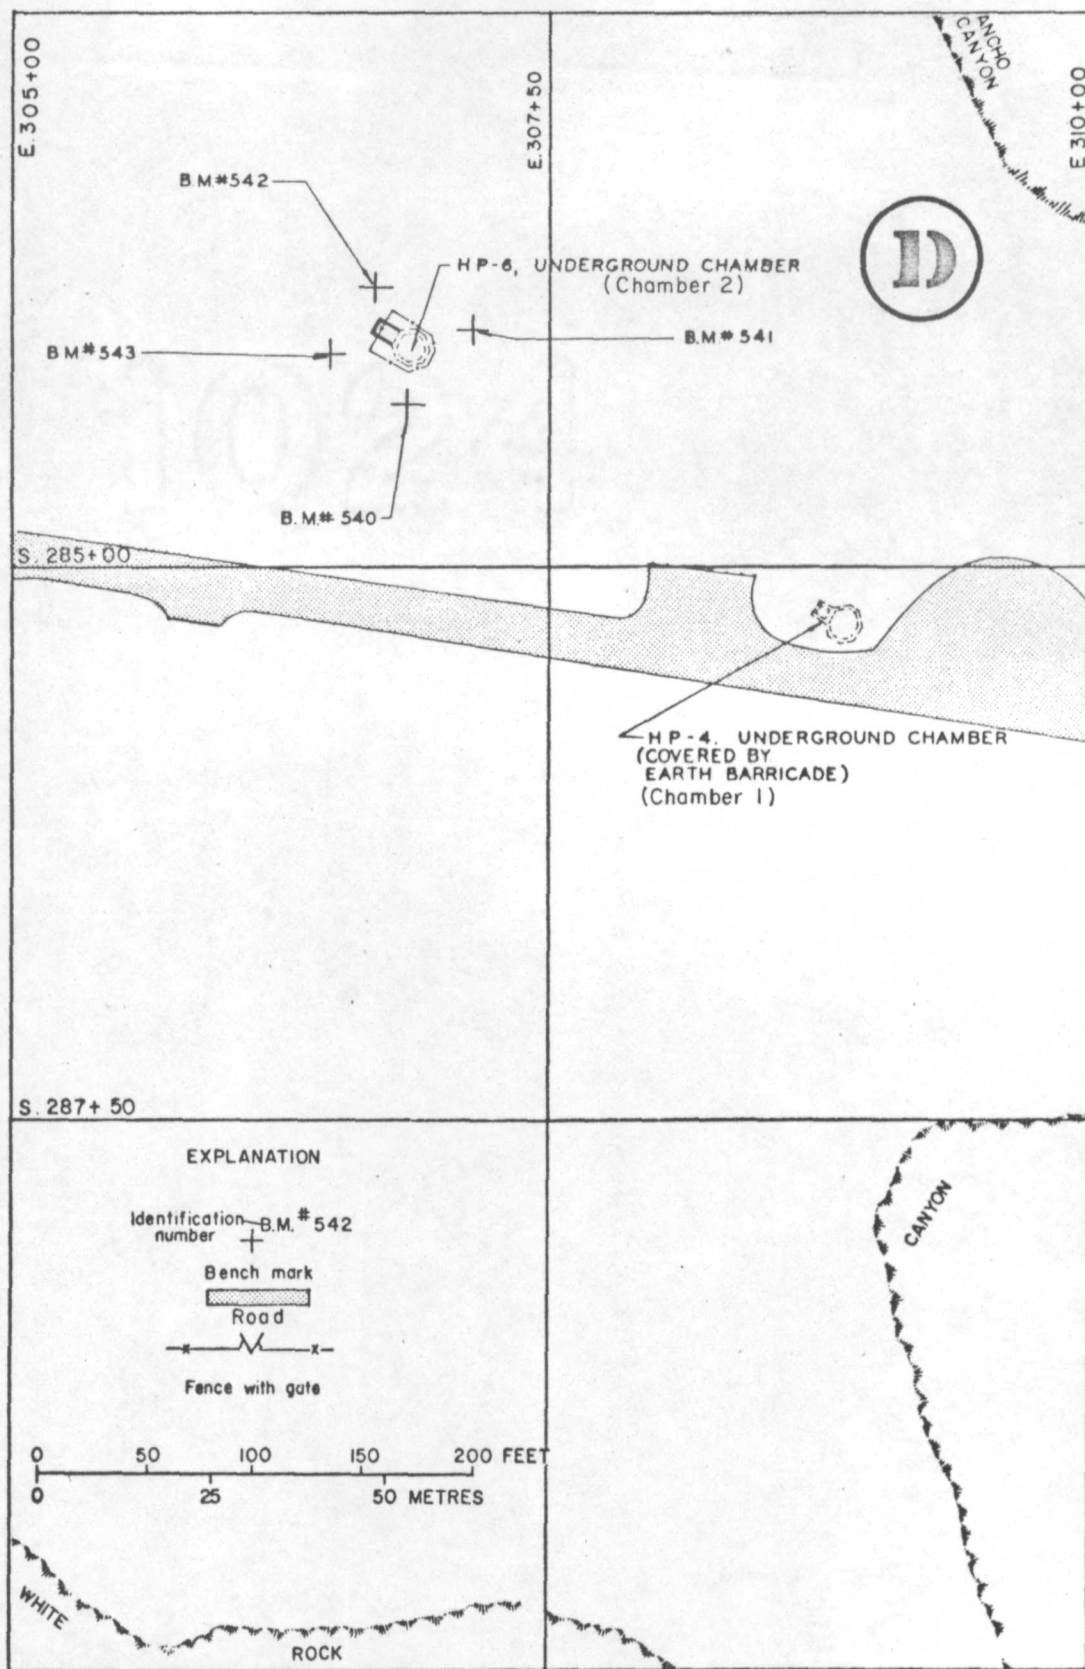 E. 305+00
E. 307+50
E. 310+00
ANCHO
CANYON
B.M.#542
D
HP-6, UNDERGROUND CHAMBER
(Chamber 2)
B.M.# 541
B M#543
B.M.# 540
S. 285+00
HP-4. UNDERGROUND CHAMBER
(COVERED BY
EARTH BARRICADE)
(Chamber 1)
S. 287+ 50
EXPLANATION
Identification B.M. # 542
number
Bench mark
Road
x x
Fence with gate
CANYON
0 50 100 150 200 FEET
0 25 50 METRES
WHITE
ROCK